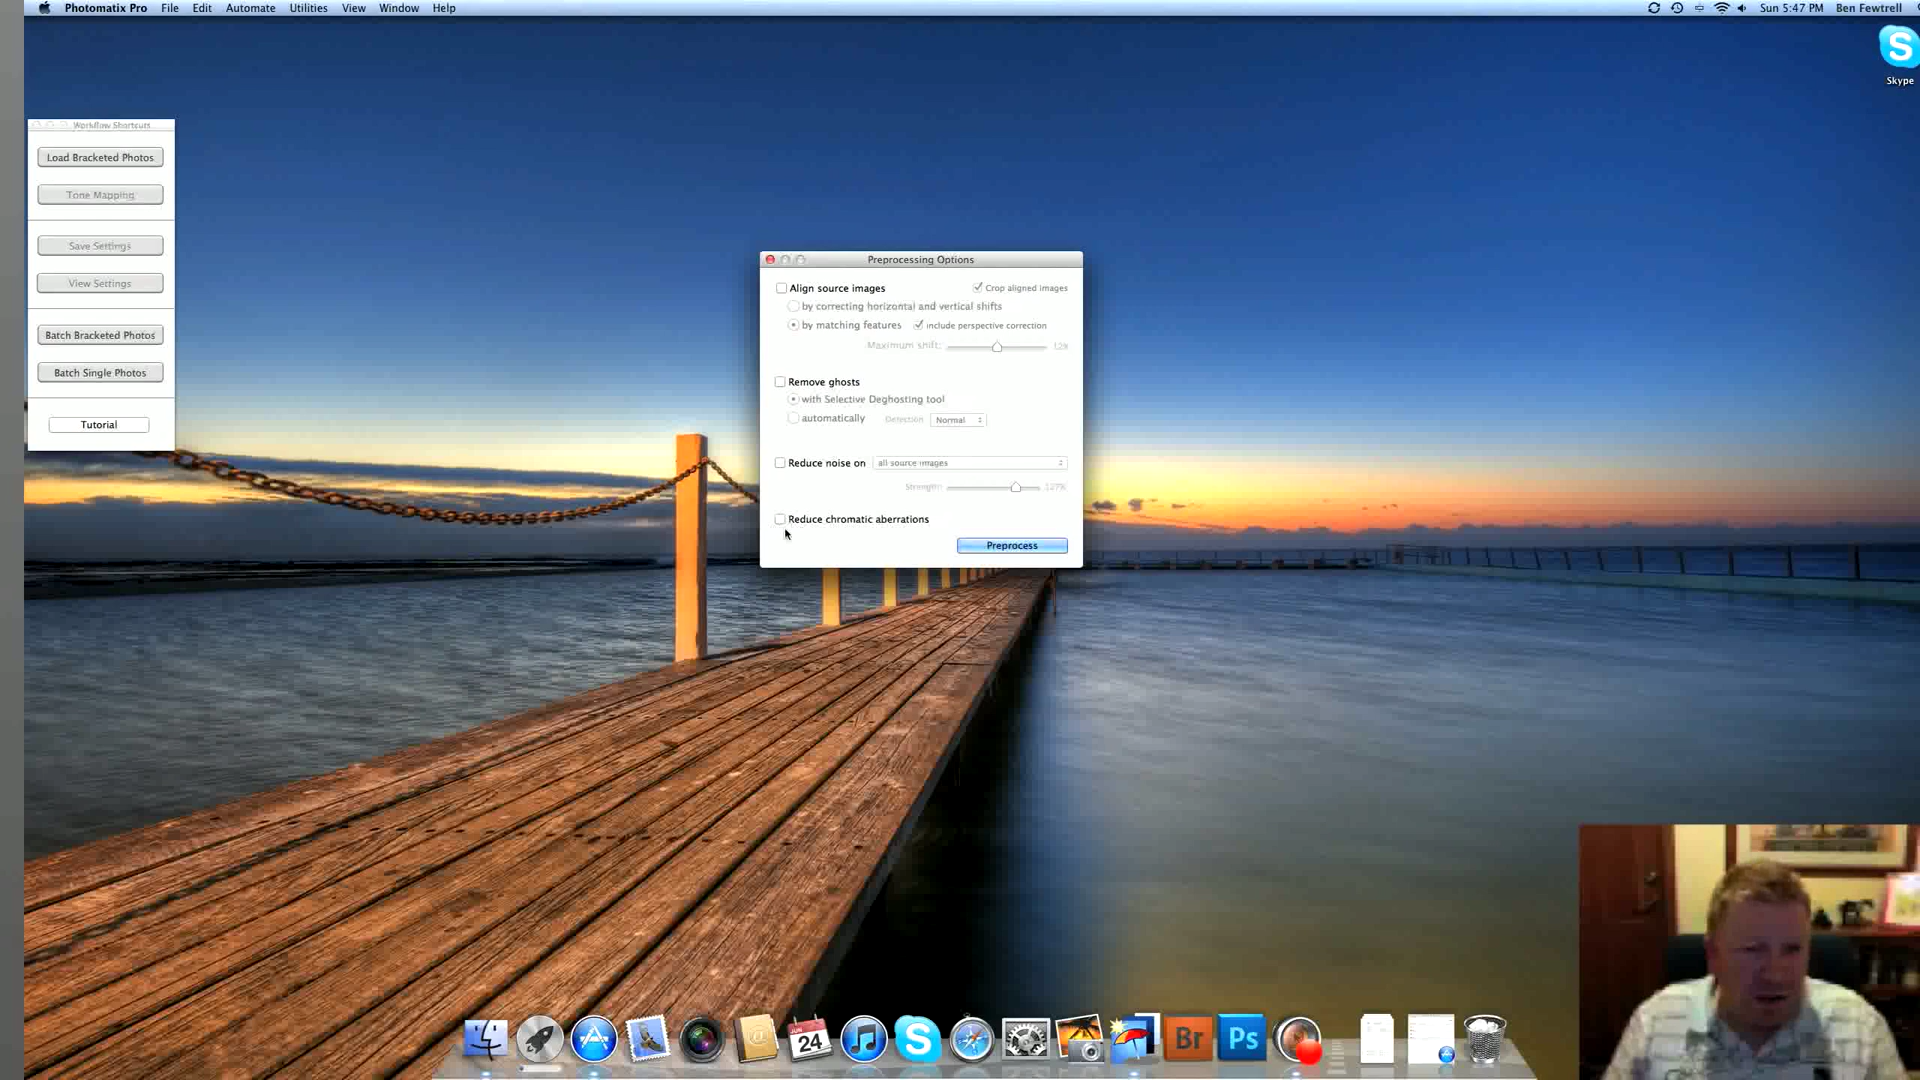 Photomatix Pro File Edit Automate Utilities View Window Help
Sun 5:47 PM Ben Fewtrell
Skype
Workflow Shortcuts
Load Bracketed Photos
Tone Mapping
Save Settings
View Settings
Batch Bracketed Photos
Batch Single Photos
Tutorial
Preprocessing Options
Align source images
Crop aligned images
by correcting horizontal and vertical shifts
by matching features
include perspective correction
Maximum shift:
Remove ghosts
with Selective Deghosting tool
automatically
Detection
Normal
Reduce noise on
all source images
Strength
127%
Reduce chromatic aberrations
Preprocess
JUN
24
Br
Ps